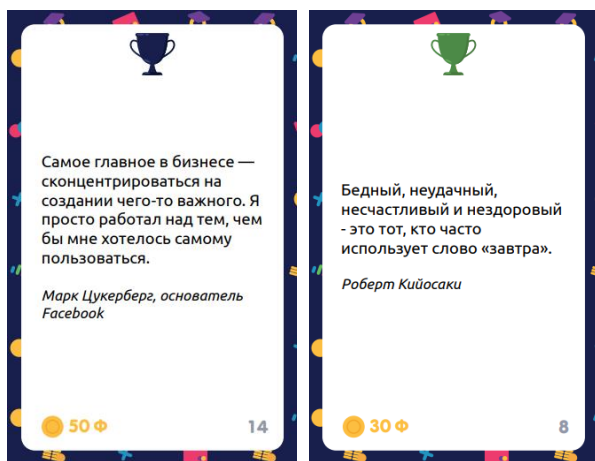 Самое главное в бизнесе —
сконцентрироваться на
создании чего-то важного. Я
просто работал над тем, чем
бы мне хотелось самому
пользоваться.
Марк Цукерберг, основатель
Facebook
50 Ф
14
Бедный, неудачный,
несчастливый и нездоровый
- это тот, кто часто
использует слово «завтра».
Роберт Кийосаки
30 Ф
8